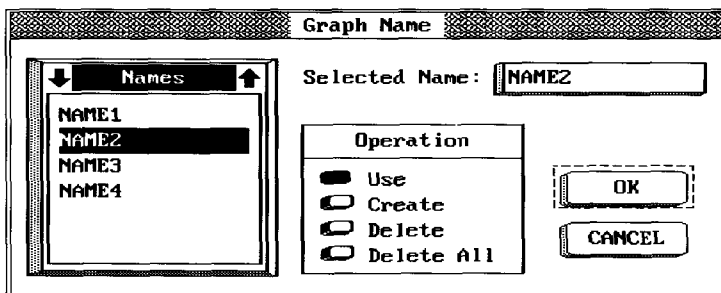 Graph Name
Names
NAME1
NAME2
NAME3
NAME4
Selected Name: NAME2
Operation
Use
Create
Delete
Delete All
OK
CANCEL